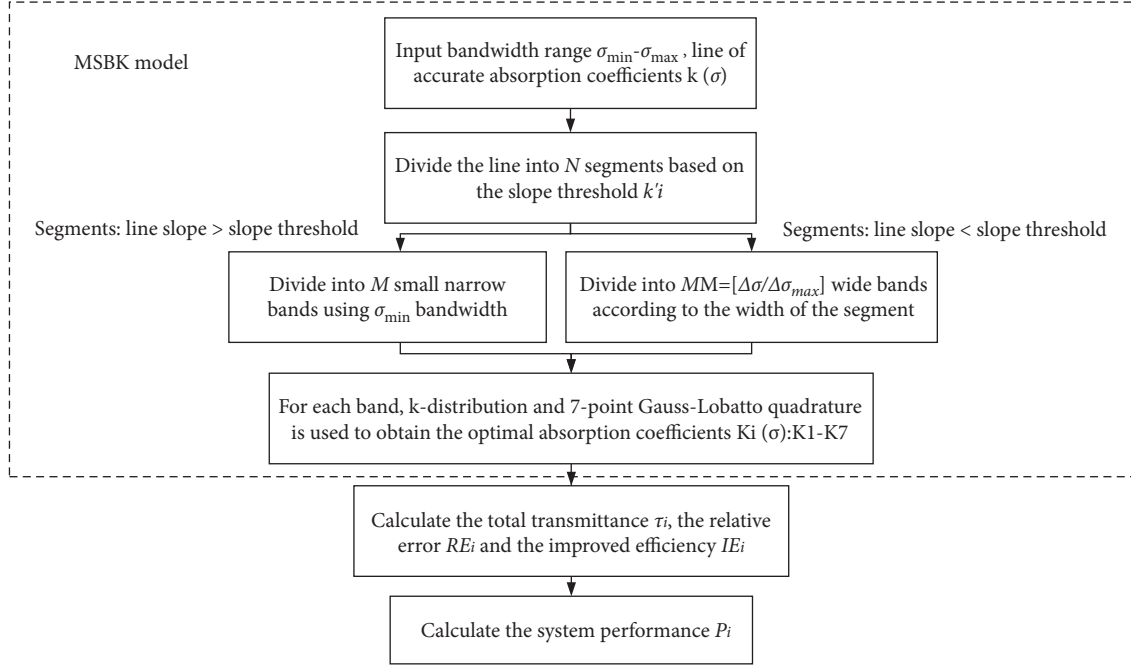 MSBK model
Input bandwidth range σmin-σmax , line of
accurate absorption coefficients k (σ)
Divide the line into N segments based on
the slope threshold k'i
Segments: line slope > slope threshold
Segments: line slope < slope threshold
Divide into M small narrow
bands using σmin bandwidth
Divide into MM=[Δσ/Δσmax] wide bands
according to the width of the segment
For each band, k-distribution and 7-point Gauss-Lobatto quadrature
is used to obtain the optimal absorption coefficients Ki (σ):K1-K7
Calculate the total transmittance τi, the relative
error REi and the improved efficiency IEi
Calculate the system performance Pi